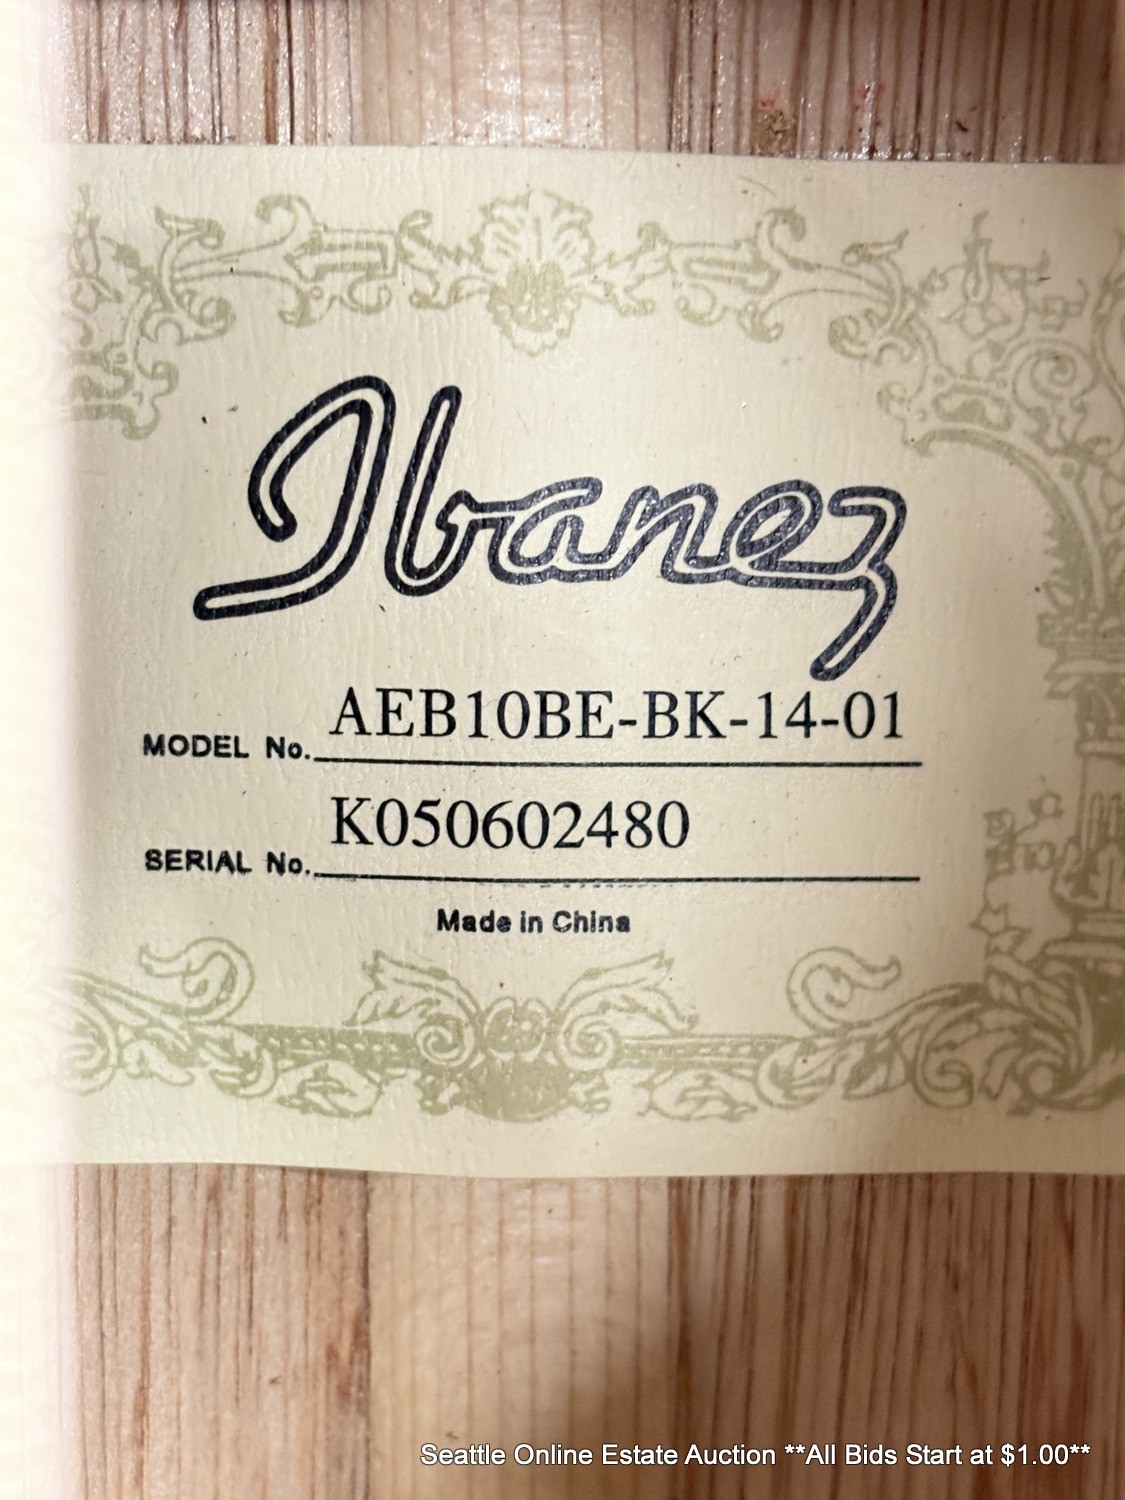 Ibanez
MODEL No. AEB10BE-BK-14-01
SERIAL No. K050602480
Made in China
Seattle Online Estate Auction **All Bids Start at $1.00**